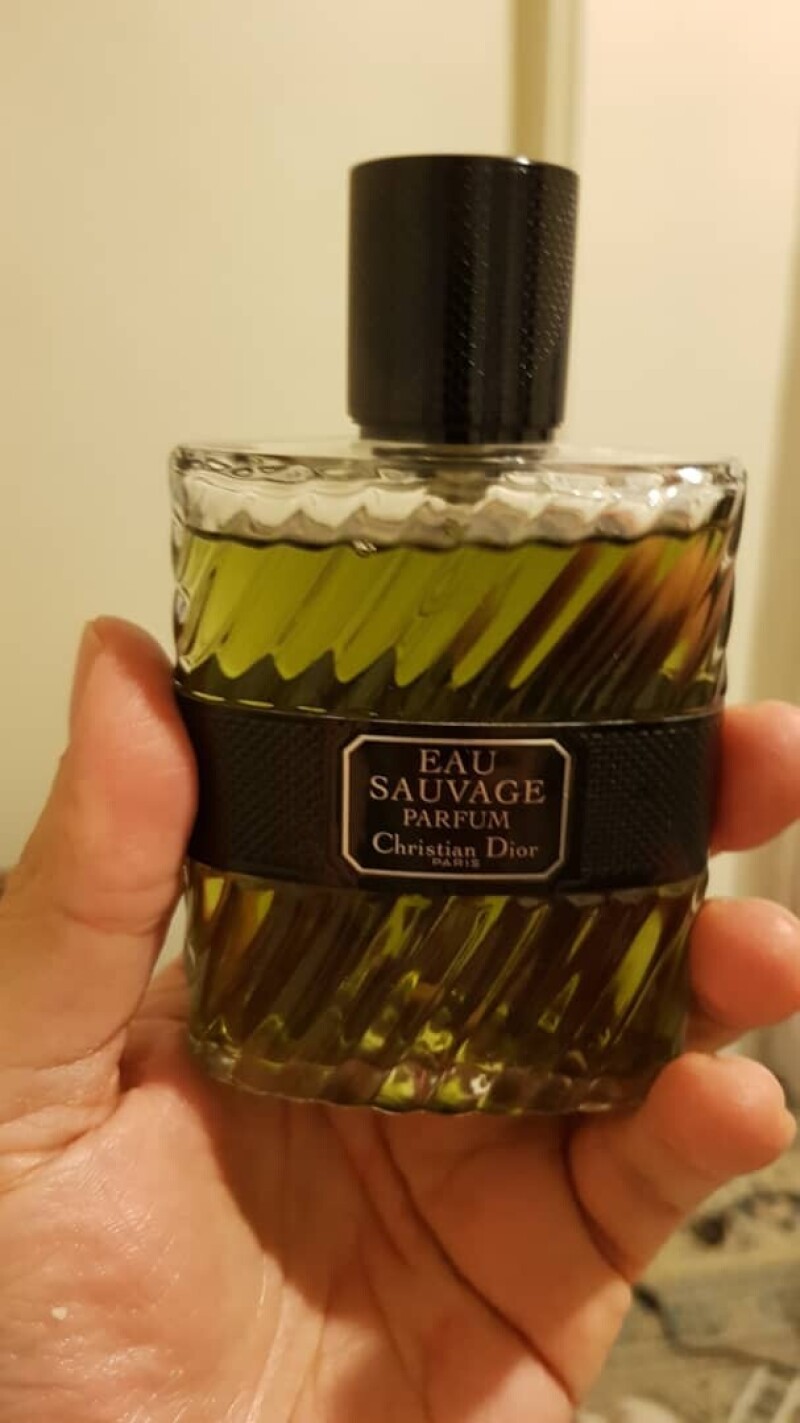 EAU
SAUVAGE
PARFUM
Christian Dior
PARIS